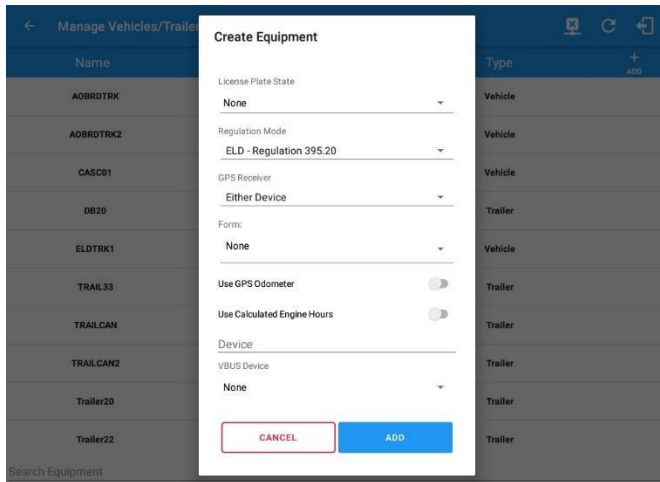 Manage Vehicles/Trailer
Name
Type
ADD
AOBRDTRK
Vehicle
AOBRDTRK2
Vehicle
CASC01
Vehicle
DB20
Trailer
ELDTRK1
Vehicle
TRAIL33
Trailer
TRAILCAN
Trailer
TRAILCAN2
Trailer
Trailer20
Trailer
Trailer22
Trailer
Search Equipment
Create Equipment
License Plate State
None
Regulation Mode
ELD - Regulation 395.20
GPS Receiver
Either Device
Form:
None
Use GPS Odometer
Use Calculated Engine Hours
Device
VBUS Device
None
CANCEL
ADD